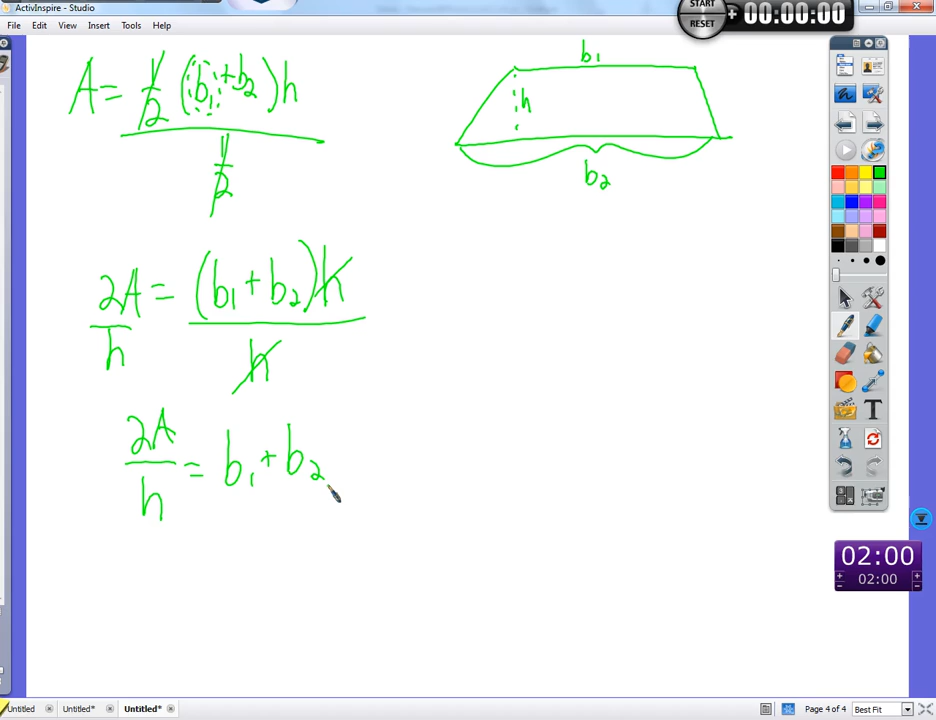 ActivInspire - Studio
START
RESET
00:00:00
File Edit View Insert Tools Help
A = 1/2 (b₁ + b₂) h
1/2
b₁
h
b₂
2A = (b₁ + b₂) h
h h
2A
h = b₁ + b₂
T
02:00
02:00
Untitled Untitled* Untitled*
Page 4 of 4 Best Fit